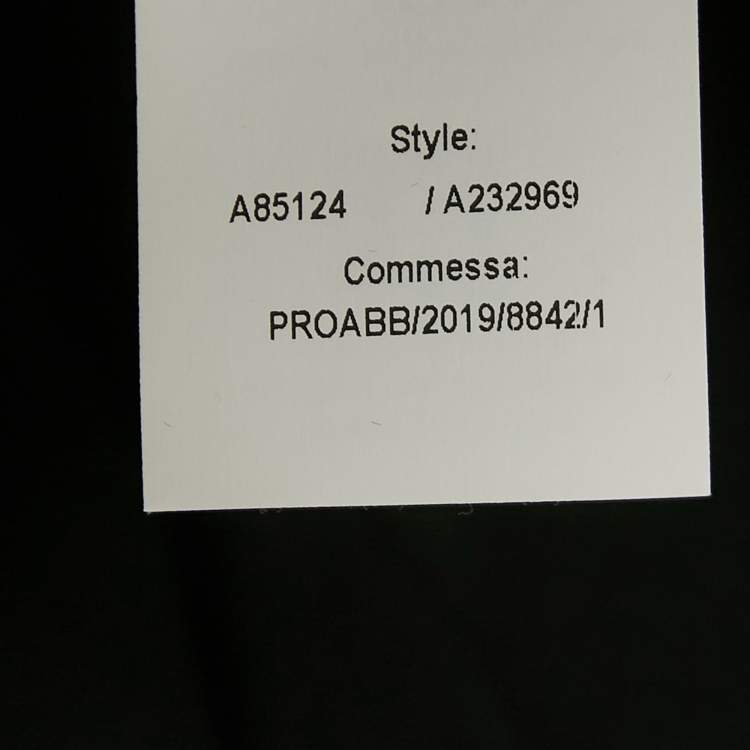 Style:
A85124 / A232969
Commessa:
PROABB/2019/8842/1